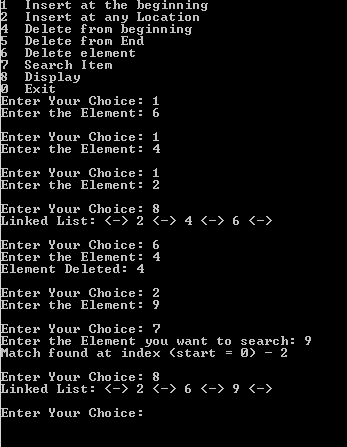 1 Insert at the beginning
2 Insert at any Location
4 Delete from beginning
5 Delete from End
6 Delete element
7 Search Item
8 Display
0 Exit
Enter Your Choice: 1
Enter the Element: 6
Enter Your Choice: 1
Enter the Element: 4
Enter Your Choice: 1
Enter the Element: 2
Enter Your Choice: 8
Linked List: <-> 2 <-> 4 <-> 6 <->
Enter Your Choice: 6
Enter the Element: 4
Element Deleted: 4
Enter Your Choice: 2
Enter the Element: 9
Enter Your Choice: 7
Enter the Element you want to search: 9
Match found at index (start = 0) - 2
Enter Your Choice: 8
Linked List: <-> 2 <-> 6 <-> 9 <->
Enter Your Choice: